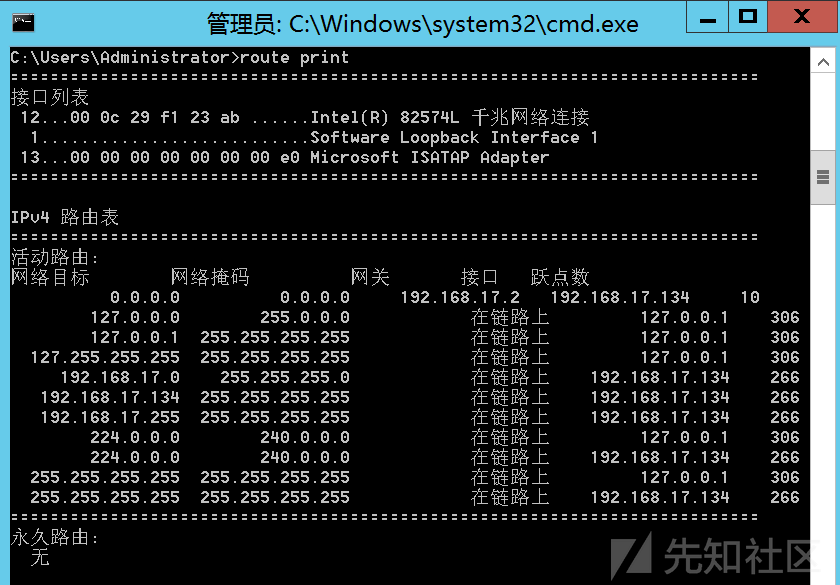 管理员: C:\Windows\system32\cmd.exe
C:\Users\Administrator>route print
===========================================================================
接口列表
 12...00 0c 29 f1 23 ab ......Intel(R) 82574L 千兆网络连接
  1...........................Software Loopback Interface 1
 13...00 00 00 00 00 00 00 e0 Microsoft ISATAP Adapter
===========================================================================
IPv4 路由表
===========================================================================
活动路由:
网络目标        网络掩码          网关       接口   跃点数
          0.0.0.0          0.0.0.0     192.168.17.2   192.168.17.134     10
        127.0.0.0        255.0.0.0            在链路上         127.0.0.1    306
        127.0.0.1  255.255.255.255            在链路上         127.0.0.1    306
  127.255.255.255  255.255.255.255            在链路上         127.0.0.1    306
     192.168.17.0    255.255.255.0            在链路上    192.168.17.134    266
   192.168.17.134  255.255.255.255            在链路上    192.168.17.134    266
   192.168.17.255  255.255.255.255            在链路上    192.168.17.134    266
        224.0.0.0        240.0.0.0            在链路上         127.0.0.1    306
        224.0.0.0        240.0.0.0            在链路上    192.168.17.134    266
  255.255.255.255  255.255.255.255            在链路上         127.0.0.1    306
  255.255.255.255  255.255.255.255            在链路上    192.168.17.134    266
===========================================================================
永久路由:
  无
先知社区